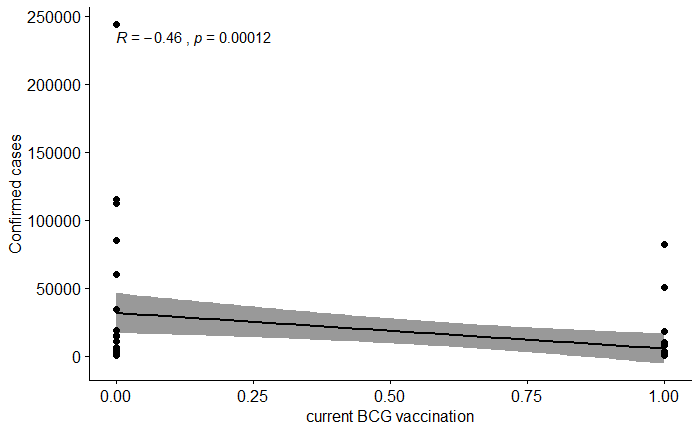 250000
R = −0.46 , p = 0.00012
200000
150000
Confirmed cases
100000
50000
0
0.00 0.25 0.50 0.75 1.00
current BCG vaccination